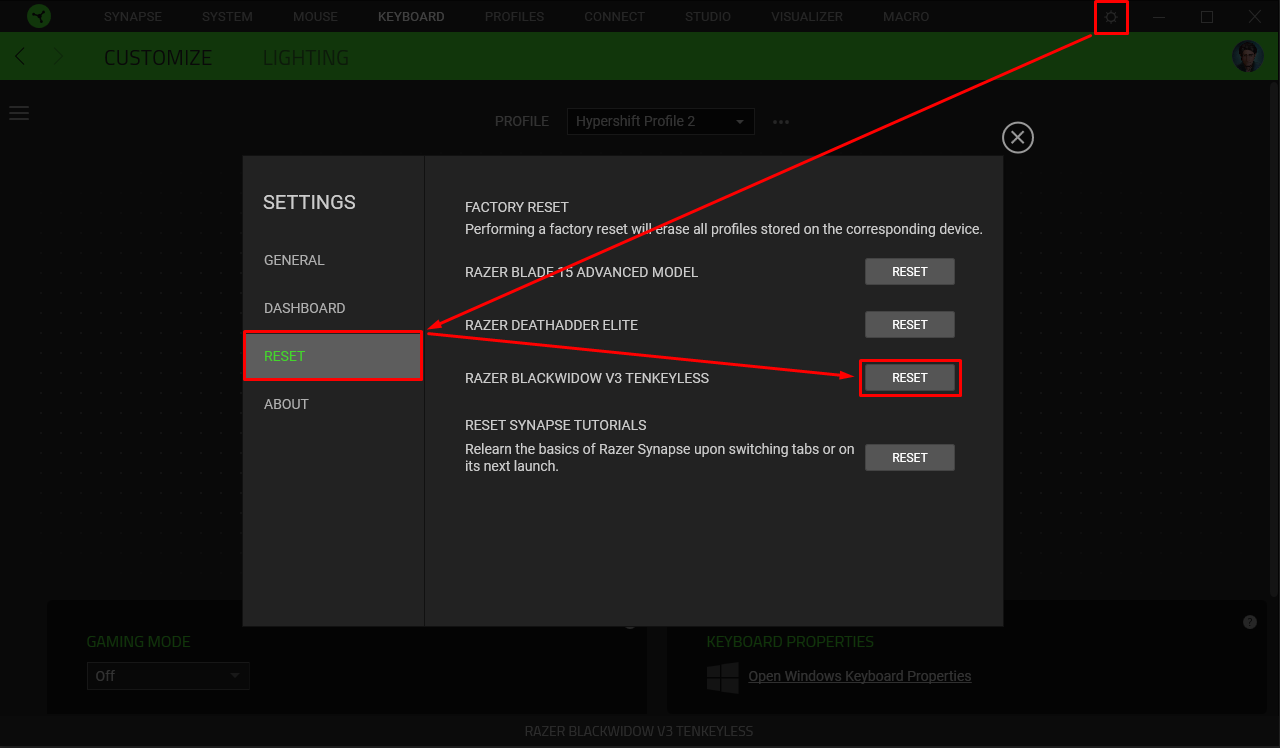 SYNAPSE SYSTEM MOUSE KEYBOARD PROFILES CONNECT STUDIO VISUALIZER MACRO
CUSTOMIZE LIGHTING
PROFILE Hypershift Profile 2
SETTINGS
GENERAL
DASHBOARD
RESET
ABOUT
FACTORY RESET
Performing a factory reset will erase all profiles stored on the corresponding device.
RAZER BLADE 15 ADVANCED MODEL RESET
RAZER DEATHADDER ELITE RESET
RAZER BLACKWIDOW V3 TENKEYLESS RESET
RESET SYNAPSE TUTORIALS
Relearn the basics of Razer Synapse upon switching tabs or on
its next launch.
RESET
GAMING MODE
Off
KEYBOARD PROPERTIES
?
Open Windows Keyboard Properties
RAZER BLACKWIDOW V3 TENKEYLESS